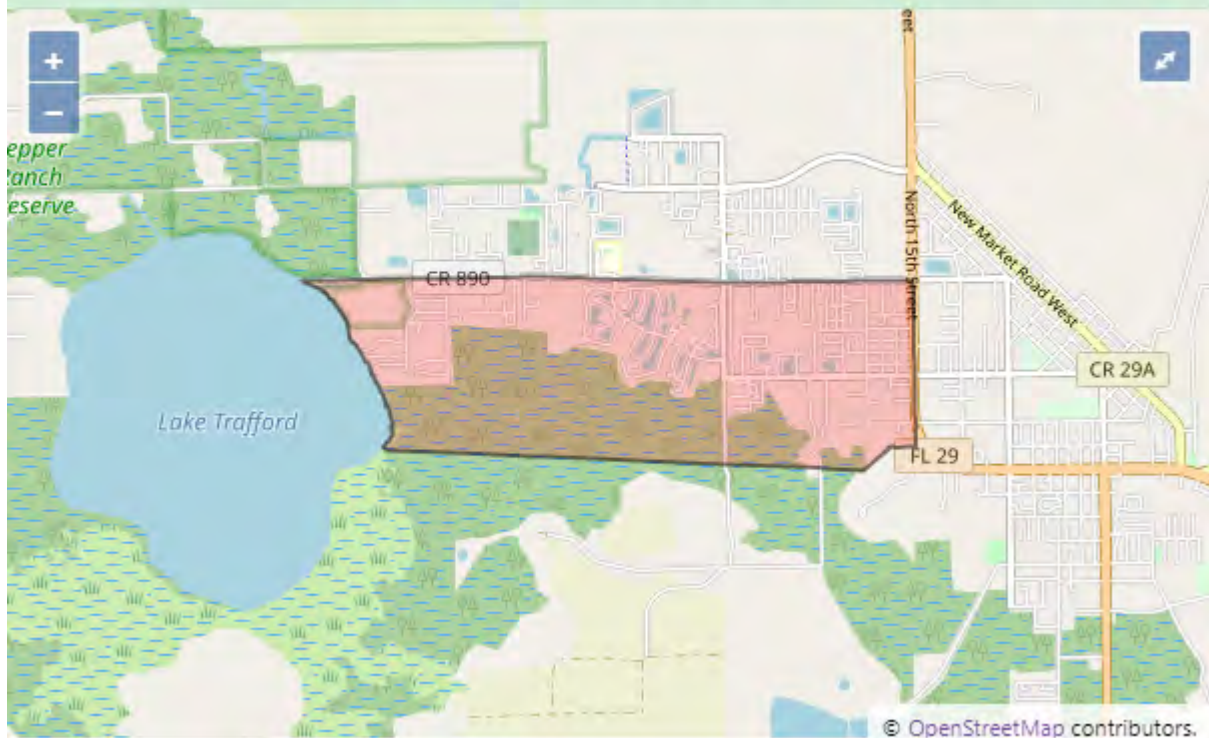 +
−
eet
epper
Ranch
eserve
CR 890
North 15th Street
New Market Road West
CR 29A
Lake Trafford
FL 29
© OpenStreetMap contributors.